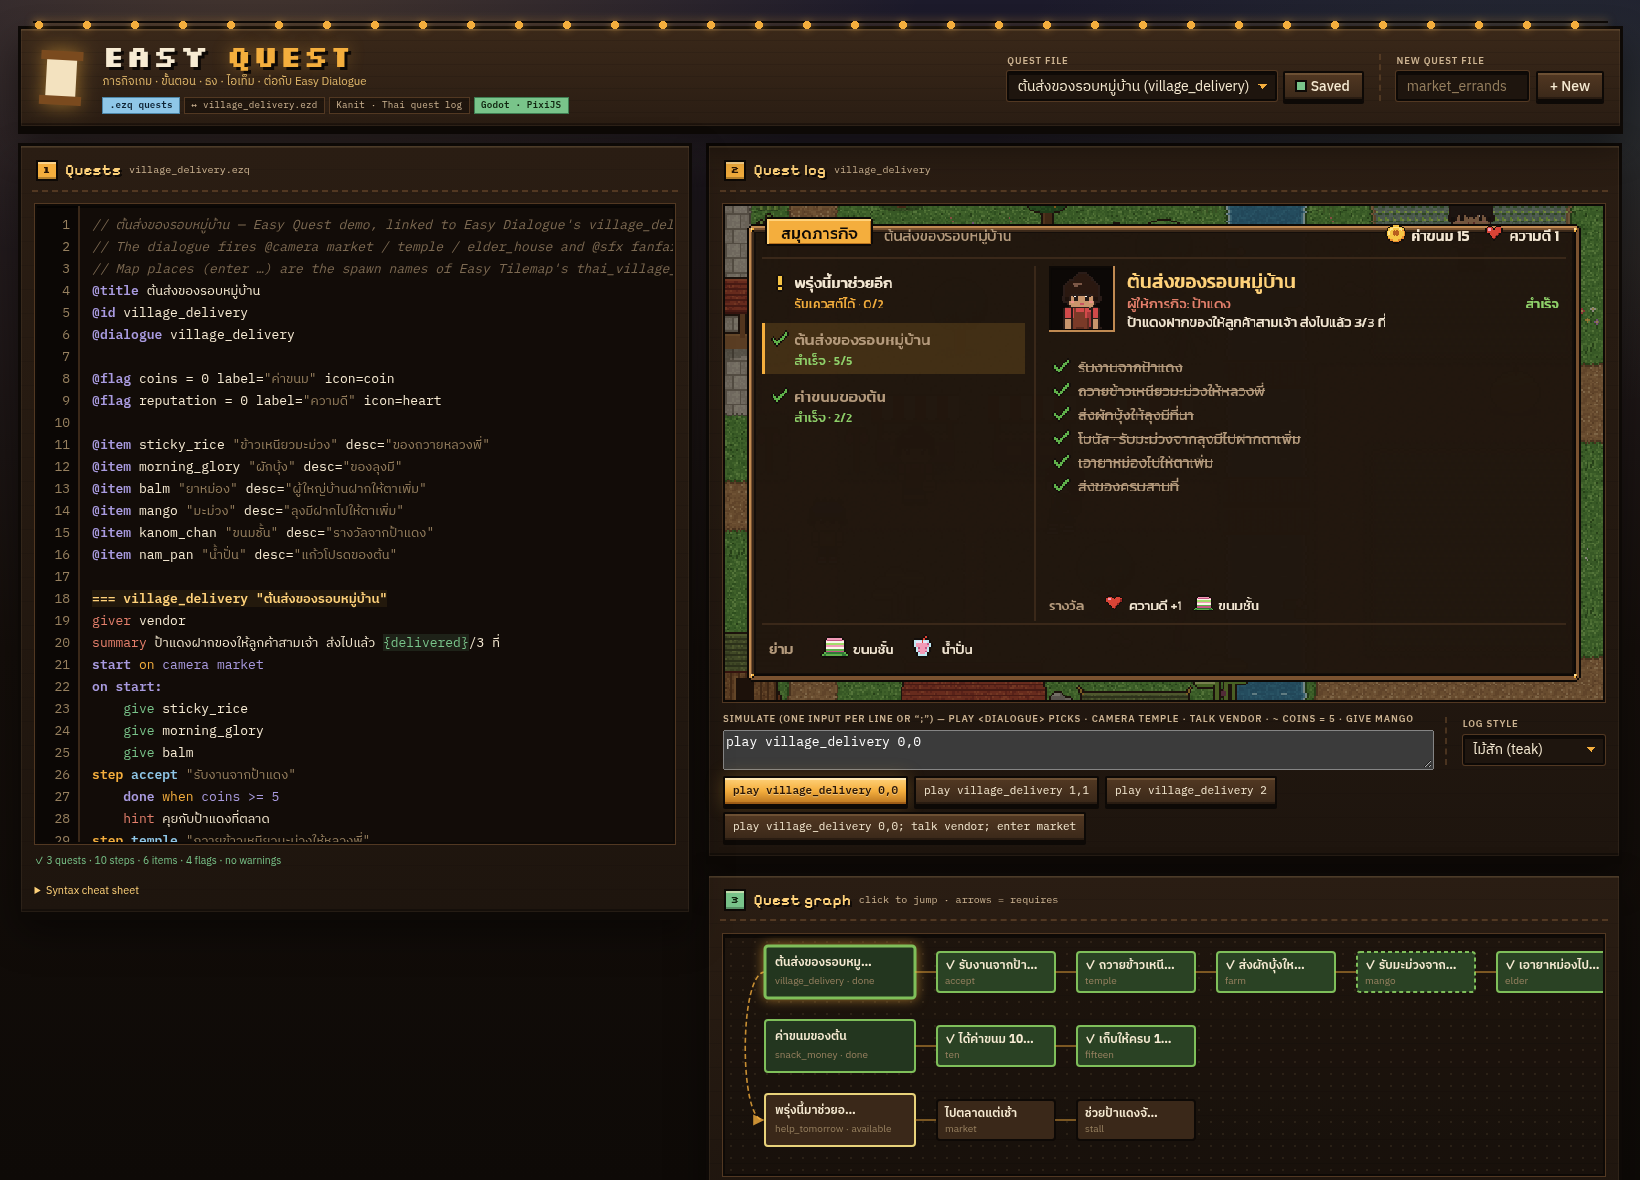 EASY QUEST
ภารกิจเกม · ขั้นตอน · ธง · ไอเท็ม · ต่อกับ Easy Dialogue
.ezq quests
↔ village_delivery.ezd
Kanit · Thai quest log
Godot · PixiJS
QUEST FILE
ต้นส่งของรอบหมู่บ้าน (village_delivery)
Saved
NEW QUEST FILE
market_errands
+ New
1 Quests village_delivery.ezq
1 // ต้นส่งของรอบหมู่บ้าน — Easy Quest demo, linked to Easy Dialogue's village_del
2 // The dialogue fires @camera market / temple / elder_house and @sfx fanfa
3 // Map places (enter …) are the spawn names of Easy Tilemap's thai_village_
4 @title ต้นส่งของรอบหมู่บ้าน
5 @id village_delivery
6 @dialogue village_delivery
7
8 @flag coins = 0 label="ค่าขนม" icon=coin
9 @flag reputation = 0 label="ความดี" icon=heart
10
11 @item sticky_rice "ข้าวเหนียวมะม่วง" desc="ของถวายหลวงพี่"
12 @item morning_glory "ผักบุ้ง" desc="ของลุงมี"
13 @item balm "ยาหม่อง" desc="ผู้ใหญ่บ้านฝากให้ตาเพิ่ม"
14 @item mango "มะม่วง" desc="ลุงมีฝากไปให้ตาเพิ่ม"
15 @item kanom_chan "ขนมชั้น" desc="รางวัลจากป้าแดง"
16 @item nam_pan "น้ำปั่น" desc="แก้วโปรดของต้น"
17
18 === village_delivery "ต้นส่งของรอบหมู่บ้าน"
19 giver vendor
20 summary ป้าแดงฝากของให้ลูกค้าสามเจ้า ส่งไปแล้ว {delivered}/3 ที่
21 start on camera market
22 on start:
23 give sticky_rice
24 give morning_glory
25 give balm
26 step accept "รับงานจากป้าแดง"
27 done when coins >= 5
28 hint คุยกับป้าแดงที่ตลาด
29 step temple "ถวายข้าวเหนียวมะม่วงให้หลวงพี่"
✓ 3 quests · 10 steps · 6 items · 4 flags · no warnings
▶ Syntax cheat sheet
2 Quest log village_delivery
สมุดภารกิจ ต้นส่งของรอบหมู่บ้าน
ค่าขนม 15 ความดี 1
พรุ่งนี้มาช่วยอีก
รับเควสต์ได้ · 0/2
ต้นส่งของรอบหมู่บ้าน
สำเร็จ · 5/5
ค่าขนมของต้น
สำเร็จ · 2/2
ต้นส่งของรอบหมู่บ้าน
ผู้ให้ภารกิจ: ป้าแดง
สำเร็จ
ป้าแดงฝากของให้ลูกค้าสามเจ้า ส่งไปแล้ว 3/3 ที่
รับงานจากป้าแดง
ถวายข้าวเหนียวมะม่วงให้หลวงพี่
ส่งผักบุ้งให้ลุงมีที่นา
โบนัส · รับมะม่วงจากลุงมีไปฝากตาเพิ่ม
เอายาหม่องไปให้ตาเพิ่ม
ส่งของครบสามที่
รางวัล ความดี +1 ขนมชั้น
ย่าม ขนมชั้น น้ำปั่น
SIMULATE (ONE INPUT PER LINE OR “;”) — PLAY <DIALOGUE> PICKS · CAMERA TEMPLE · TALK VENDOR · ~ COINS = 5 · GIVE MANGO
play village_delivery 0,0
LOG STYLE
ไม้สัก (teak)
play village_delivery 0,0
play village_delivery 1,1
play village_delivery 2
play village_delivery 0,0; talk vendor; enter market
3 Quest graph click to jump · arrows = requires
ต้นส่งของรอบหมู่…
village_delivery · done
✓ รับงานจากป้า…
accept
✓ ถวายข้าวเหนี…
temple
✓ ส่งผักบุ้งให…
farm
✓ รับมะม่วงจาก…
mango
✓ เอายาหม่องไป…
elder
ค่าขนมของต้น
snack_money · done
✓ ได้ค่าขนม 10…
ten
✓ เก็บให้ครบ 1…
fifteen
พรุ่งนี้มาช่วยอ…
help_tomorrow · available
ไปตลาดแต่เช้า
market
ช่วยป้าแดงจั…
stall